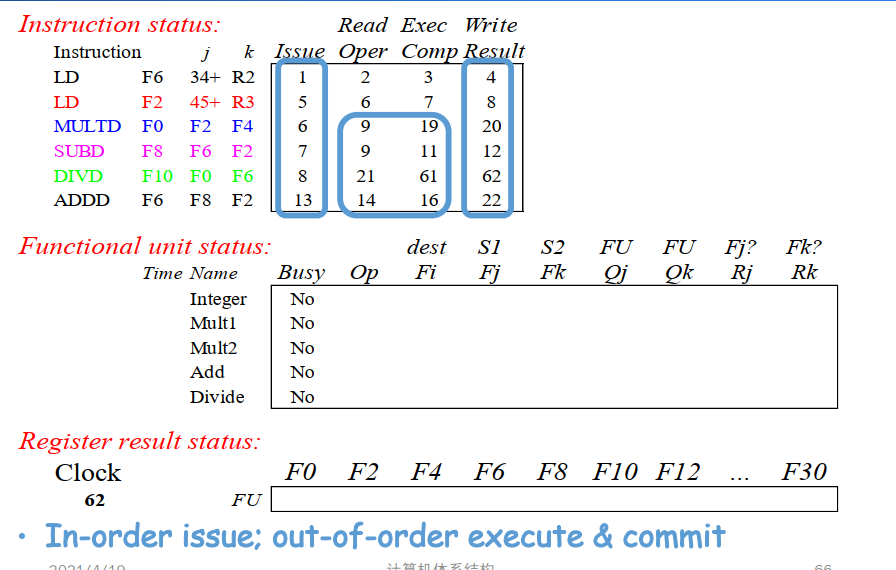 Instruction status: Read Exec Write
Instruction j k Issue Oper Comp Result
LD F6 34+ R2 1 2 3 4
LD F2 45+ R3 5 6 7 8
MULTD F0 F2 F4 6 9 19 20
SUBD F8 F6 F2 7 9 11 12
DIVD F10 F0 F6 8 21 61 62
ADDD F6 F8 F2 13 14 16 22
Functional unit status: dest S1 S2 FU FU Fj? Fk?
Time Name Busy Op Fi Fj Fk Qj Qk Rj Rk
Integer No
Mult1 No
Mult2 No
Add No
Divide No
Register result status:
Clock F0 F2 F4 F6 F8 F10 F12 ... F30
62 FU
• In-order issue; out-of-order execute & commit
2021/4/19 计算机体系结构 66